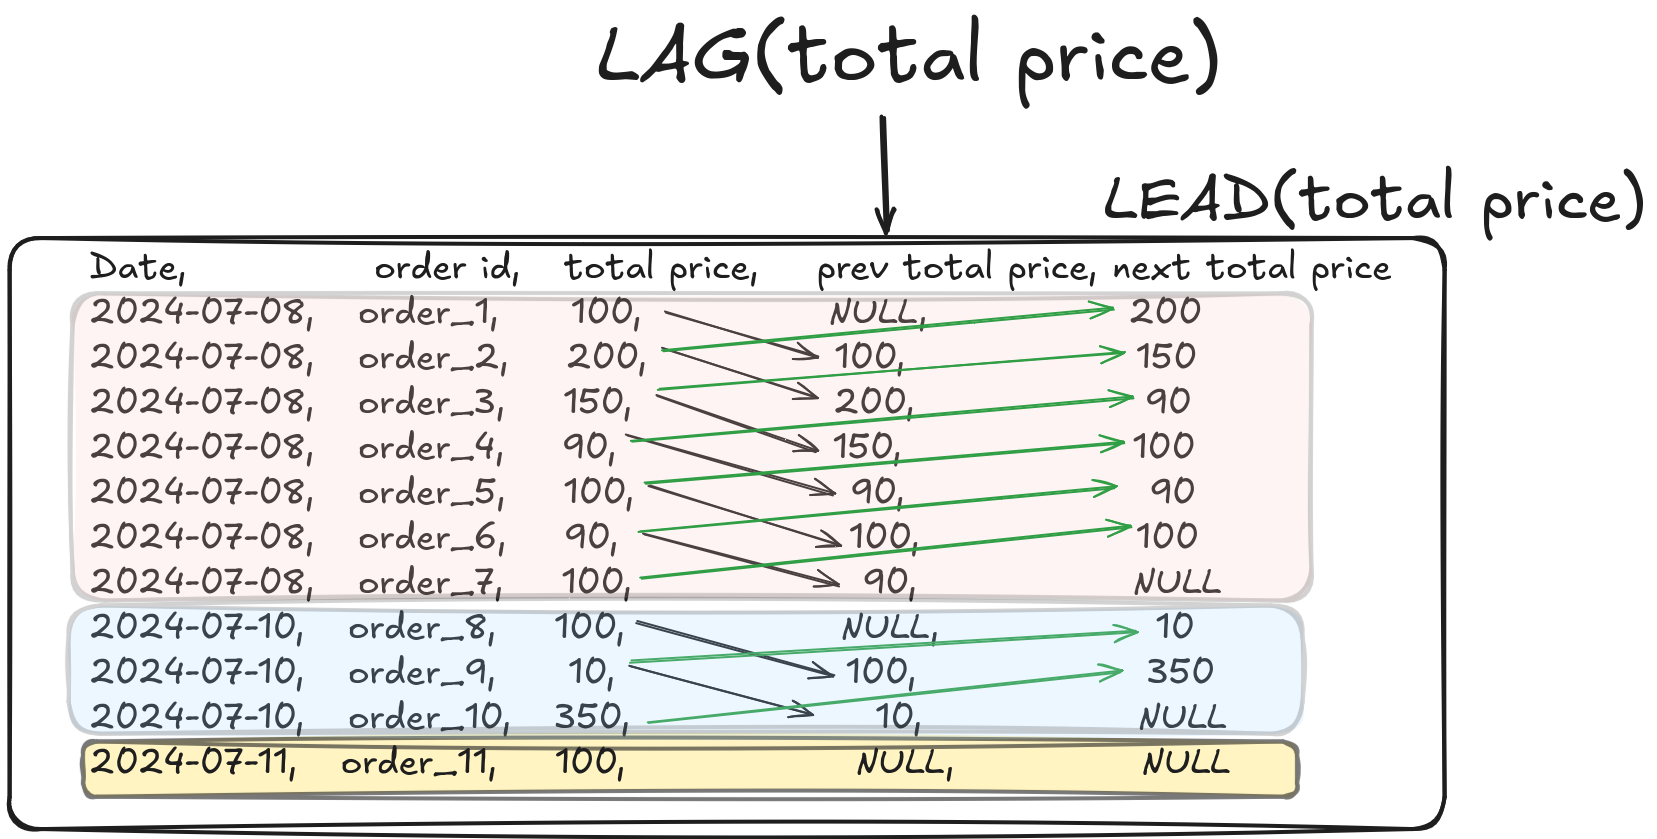 LAG(total price)
LEAD(total price)
Date, order id, total price, prev total price, next total price
2024-07-08, order_1, 100, NULL, 200
2024-07-08, order_2, 200, 100, 150
2024-07-08, order_3, 150, 200, 90
2024-07-08, order_4, 90, 150, 100
2024-07-08, order_5, 100, 90, 90
2024-07-08, order_6, 90, 100, 100
2024-07-08, order_7, 100, 90, NULL
2024-07-10, order_8, 100, NULL, 10
2024-07-10, order_9, 10, 100, 350
2024-07-10, order_10, 350, 10, NULL
2024-07-11, order_11, 100, NULL, NULL